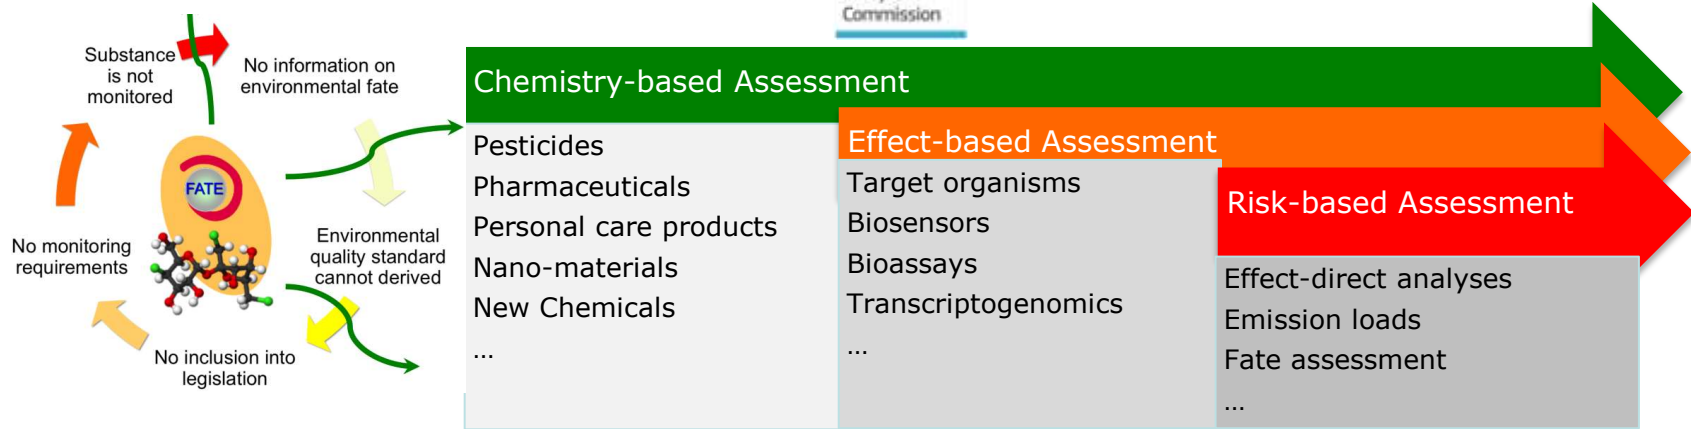 Commission
Substance
is not
monitored
No information on
environmental fate
FATE
No monitoring
requirements
Environmental
quality standard
cannot derived
No inclusion into
legislation
Chemistry-based Assessment
Pesticides
Pharmaceuticals
Personal care products
Nano-materials
New Chemicals
…
Effect-based Assessment
Target organisms
Biosensors
Bioassays
Transcriptogenomics
…
Risk-based Assessment
Effect-direct analyses
Emission loads
Fate assessment
…